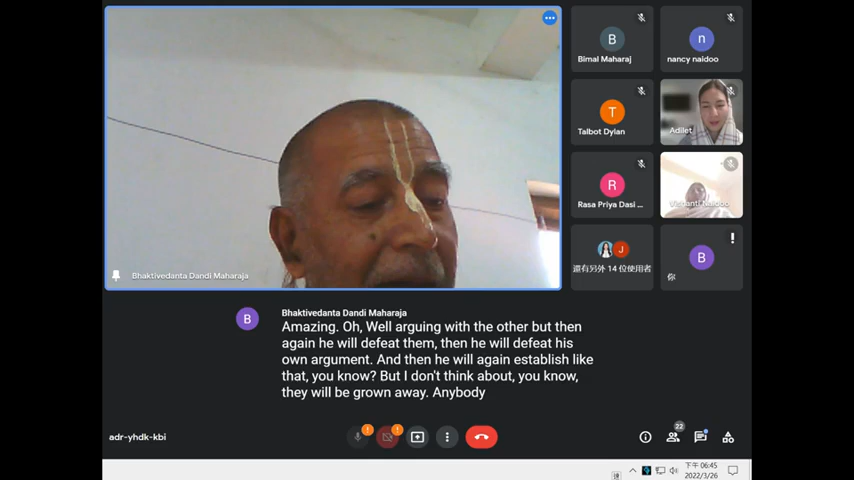 B
Bimal Maharaj
n
nancy naidoo
T
Talbot Dylan
Adilet
R
Rasa Priya Dasi ...
Naidoo
J
還有另外 14 位使用者
B
你
Bhaktivedanta Dandi Maharaja
B
Bhaktivedanta Dandi Maharaja
Amazing. Oh, Well arguing with the other but then
again he will defeat them, then he will defeat his
own argument. And then he will again establish like
that, you know? But I don't think about, you know,
they will be grown away. Anybody
adr-yhdk-kbi
22
下午 06:45
2022/3/26